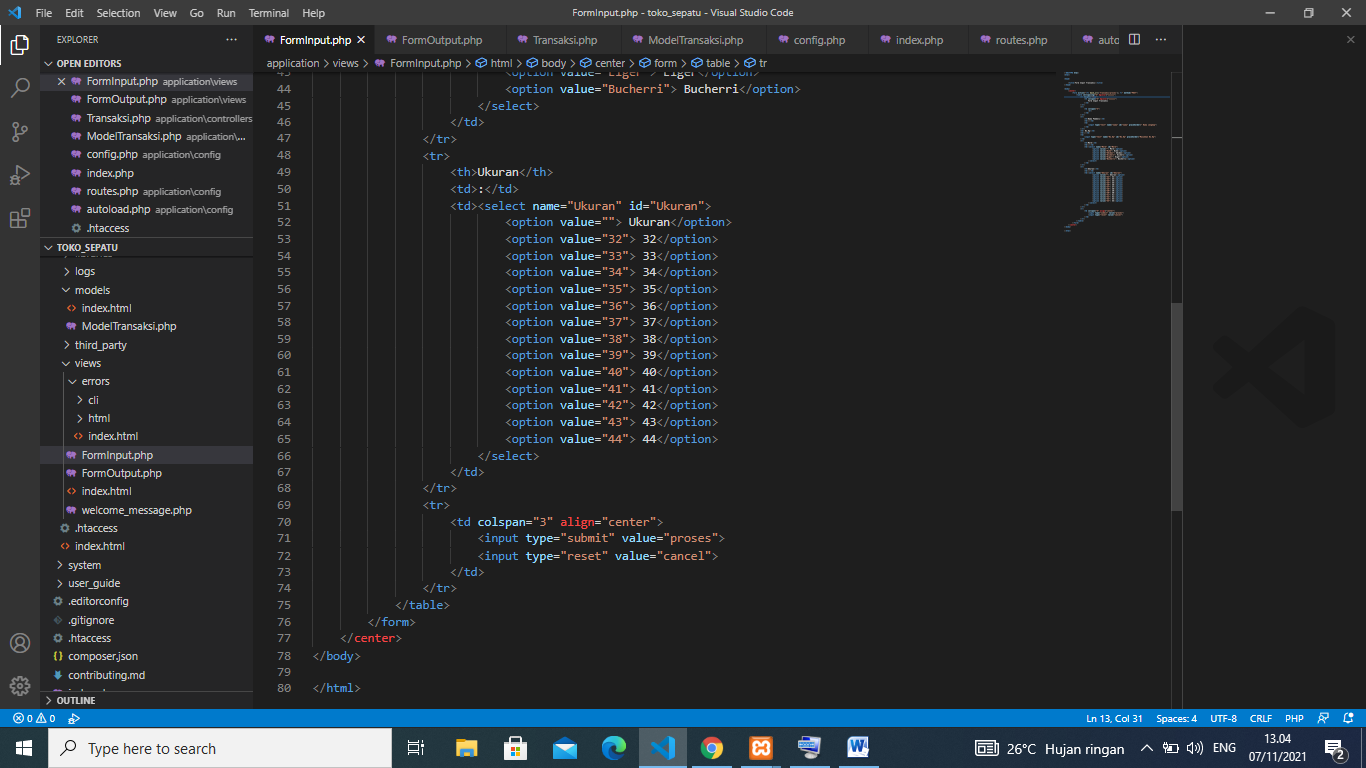 File Edit Selection View Go Run Terminal Help
FormInput.php - toko_sepatu - Visual Studio Code
EXPLORER
OPEN EDITORS
FormInput.php application\views
FormOutput.php application\views
Transaksi.php application\controllers
ModelTransaksi.php application\...
config.php application\config
index.php
routes.php application\config
autoload.php application\config
.htaccess
TOKO_SEPATU
logs
models
index.html
ModelTransaksi.php
third_party
views
errors
cli
html
index.html
FormInput.php
FormOutput.php
index.html
welcome_message.php
.htaccess
index.html
system
user_guide
.editorconfig
.gitignore
.htaccess
composer.json
contributing.md
OUTLINE
FormInput.php FormOutput.php Transaksi.php ModelTransaksi.php config.php index.php routes.php auto
application > views > FormInput.php > html > body > center > form > table > tr
43 <option value="Eiger"> Eiger</option>
44 <option value="Bucherri"> Bucherri</option>
45 </select>
46 </td>
47 </tr>
48 <tr>
49 <th>Ukuran</th>
50 <td>:</td>
51 <td><select name="Ukuran" id="Ukuran">
52 <option value=""> Ukuran</option>
53 <option value="32"> 32</option>
54 <option value="33"> 33</option>
55 <option value="34"> 34</option>
56 <option value="35"> 35</option>
57 <option value="36"> 36</option>
58 <option value="37"> 37</option>
59 <option value="38"> 38</option>
60 <option value="39"> 39</option>
61 <option value="40"> 40</option>
62 <option value="41"> 41</option>
63 <option value="42"> 42</option>
64 <option value="43"> 43</option>
65 <option value="44"> 44</option>
66 </select>
67 </td>
68 </tr>
69 <tr>
70 <td colspan="3" align="center">
71 <input type="submit" value="proses">
72 <input type="reset" value="cancel">
73 </td>
74 </tr>
75 </table>
76 </form>
77 </center>
78 </body>
79
80 </html>
0 0
Ln 13, Col 31 Spaces: 4 UTF-8 CRLF PHP
Type here to search
26°C Hujan ringan
ENG
13.04
07/11/2021
2